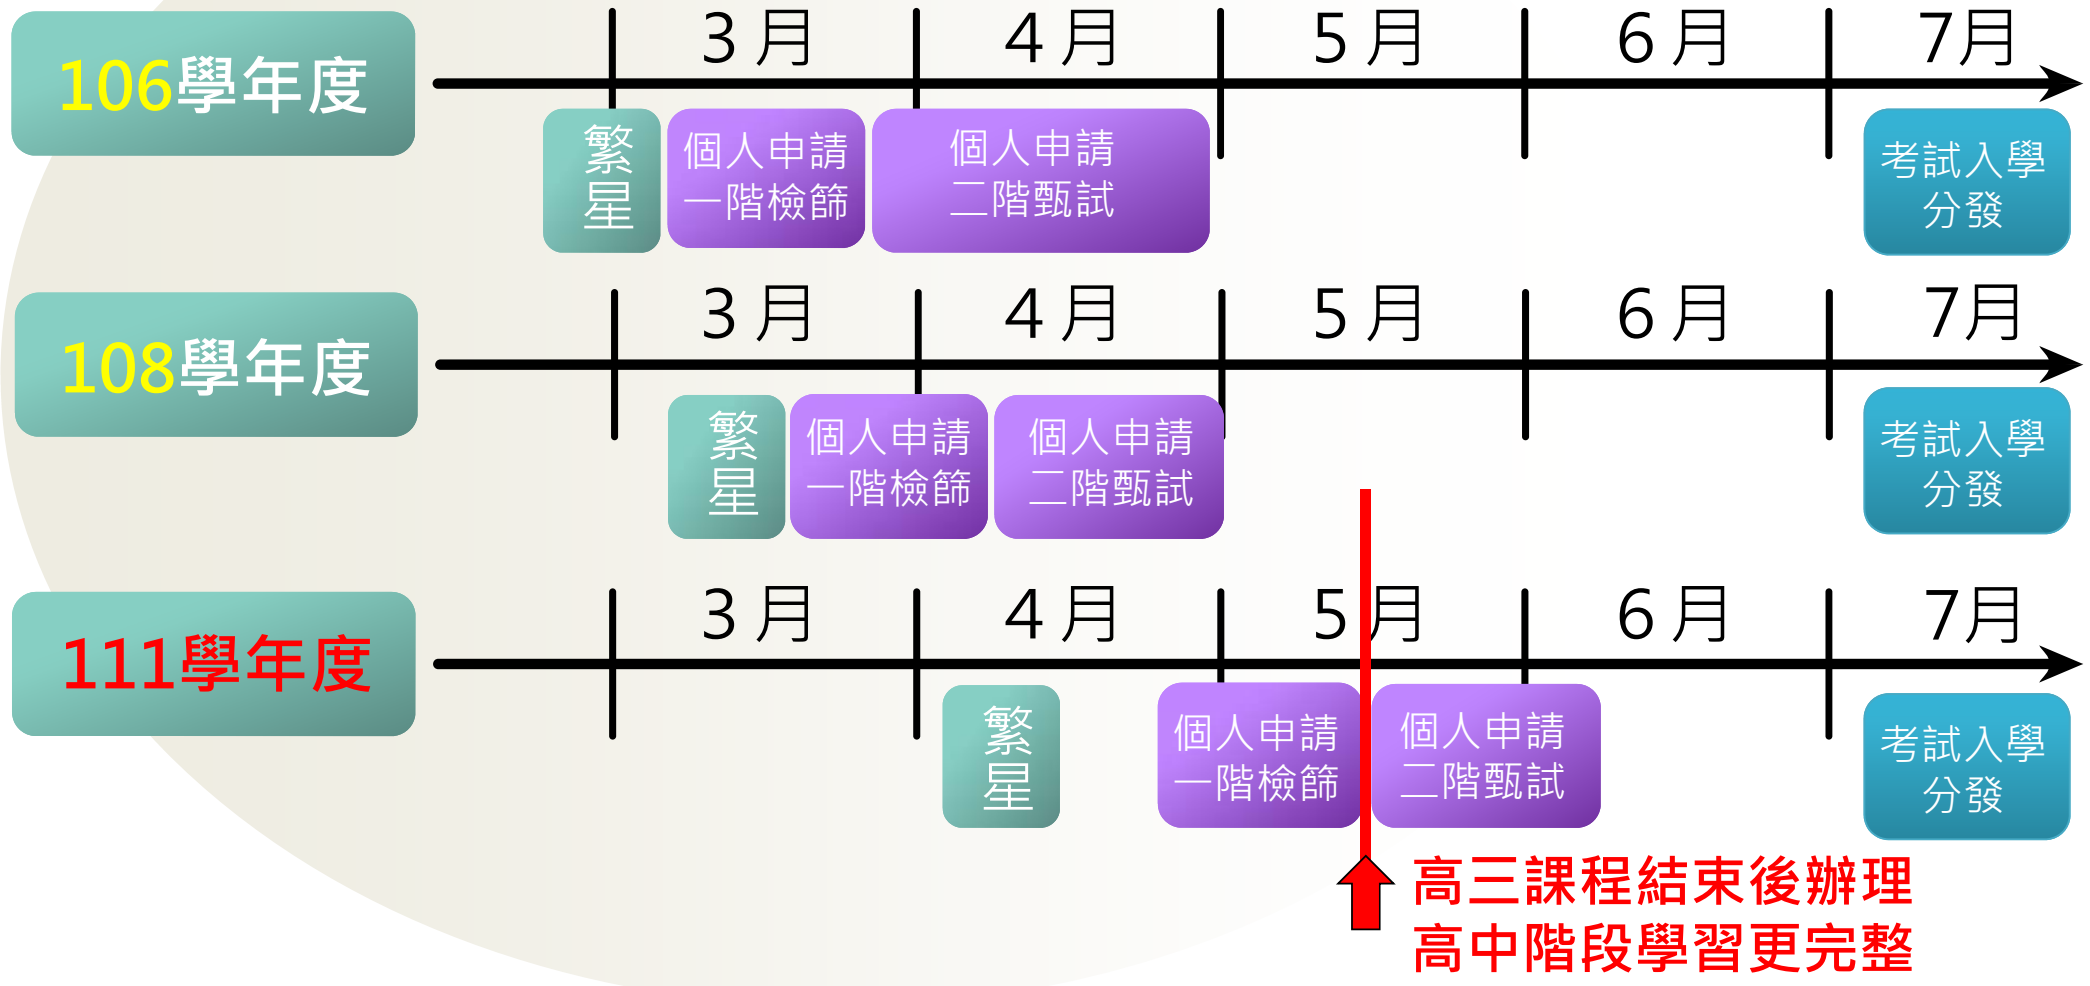 106學年度
3 月
4 月
5 月
6 月
7月
繁
星
個人申請
一階檢篩
個人申請
二階甄試
考試入學
分發
108學年度
3 月
4 月
5 月
6 月
7月
繁
星
個人申請
一階檢篩
個人申請
二階甄試
考試入學
分發
111學年度
3 月
4 月
5 月
6 月
7月
繁
星
個人申請
一階檢篩
個人申請
二階甄試
考試入學
分發
高三課程結束後辦理
高中階段學習更完整